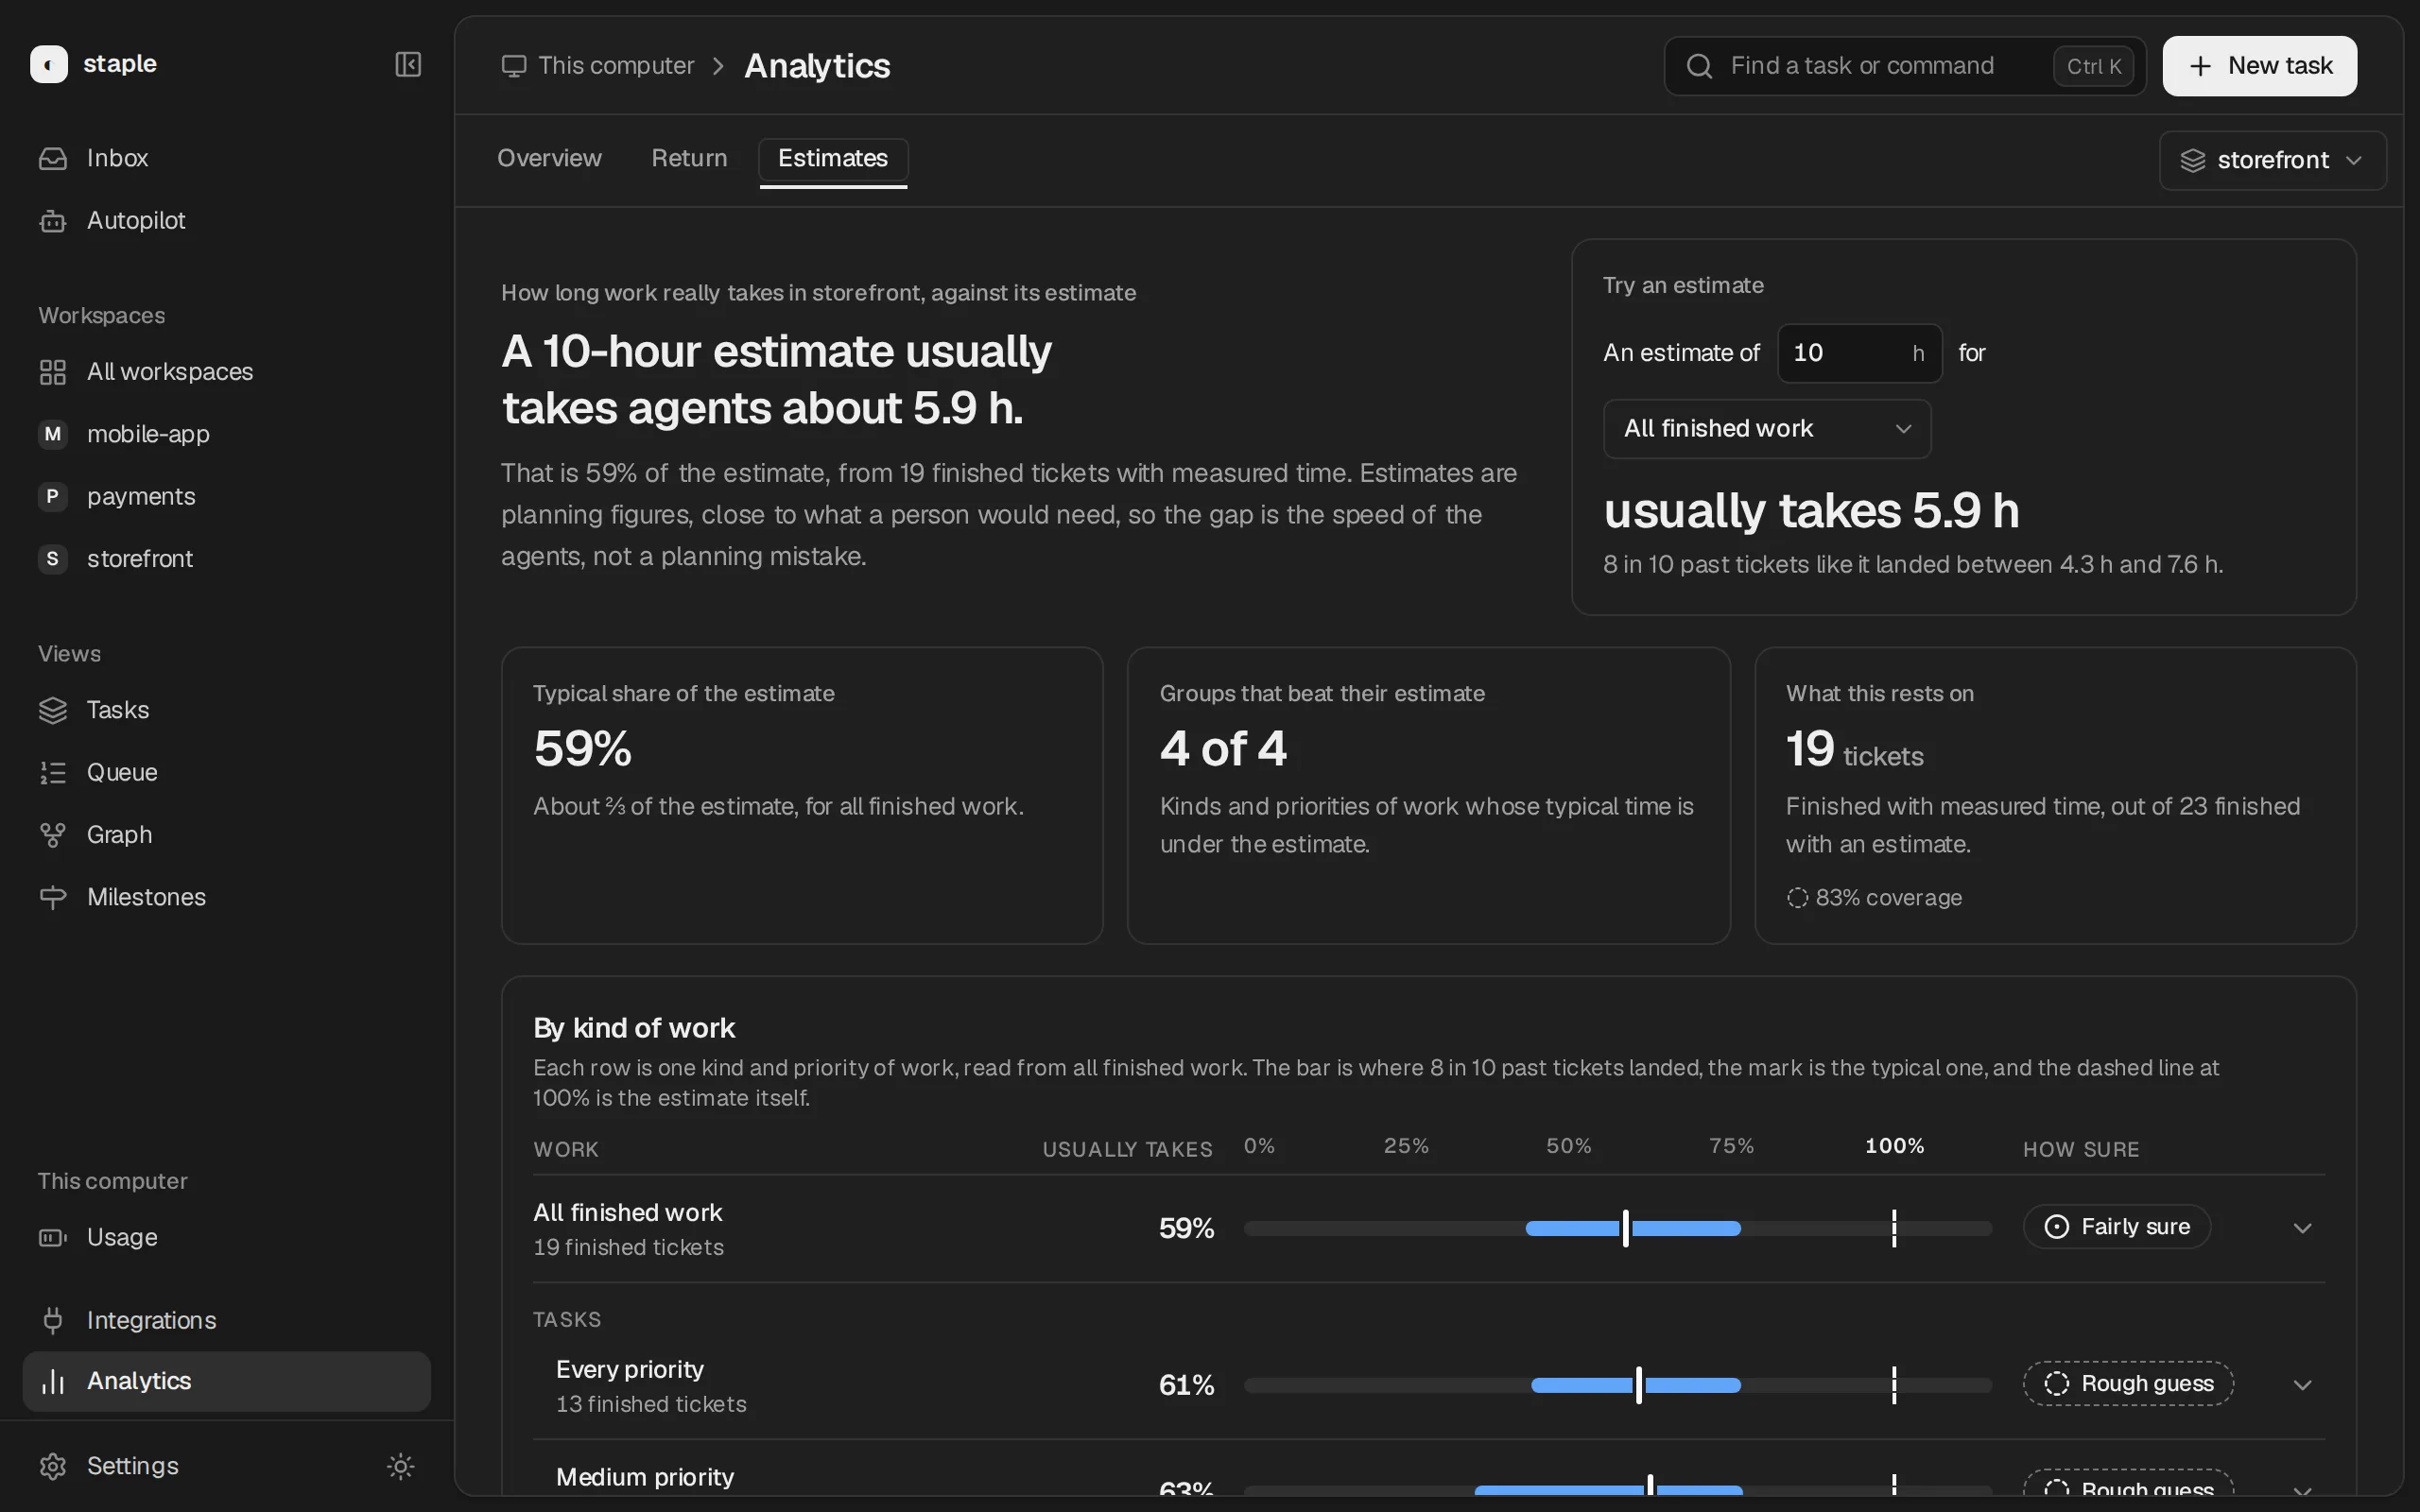 staple
Inbox
Autopilot
Workspaces
All workspaces
M mobile-app
P payments
S storefront
Views
Tasks
Queue
Graph
Milestones
This computer
Usage
Integrations
Analytics
Settings
This computer > Analytics
Find a task or command Ctrl K
+ New task
Overview Return Estimates
storefront
How long work really takes in storefront, against its estimate
A 10-hour estimate usually
takes agents about 5.9 h.
That is 59% of the estimate, from 19 finished tickets with measured time. Estimates are
planning figures, close to what a person would need, so the gap is the speed of the
agents, not a planning mistake.
Try an estimate
An estimate of 10 h for
All finished work
usually takes 5.9 h
8 in 10 past tickets like it landed between 4.3 h and 7.6 h.
Typical share of the estimate
59%
About ⅔ of the estimate, for all finished work.
Groups that beat their estimate
4 of 4
Kinds and priorities of work whose typical time is
under the estimate.
What this rests on
19 tickets
Finished with measured time, out of 23 finished
with an estimate.
83% coverage
By kind of work
Each row is one kind and priority of work, read from all finished work. The bar is where 8 in 10 past tickets landed, the mark is the typical one, and the dashed line at
100% is the estimate itself.
WORK USUALLY TAKES 0% 25% 50% 75% 100% HOW SURE
All finished work
19 finished tickets
59%
Fairly sure
TASKS
Every priority
13 finished tickets
61%
Rough guess
Medium priority
63%
Rough guess